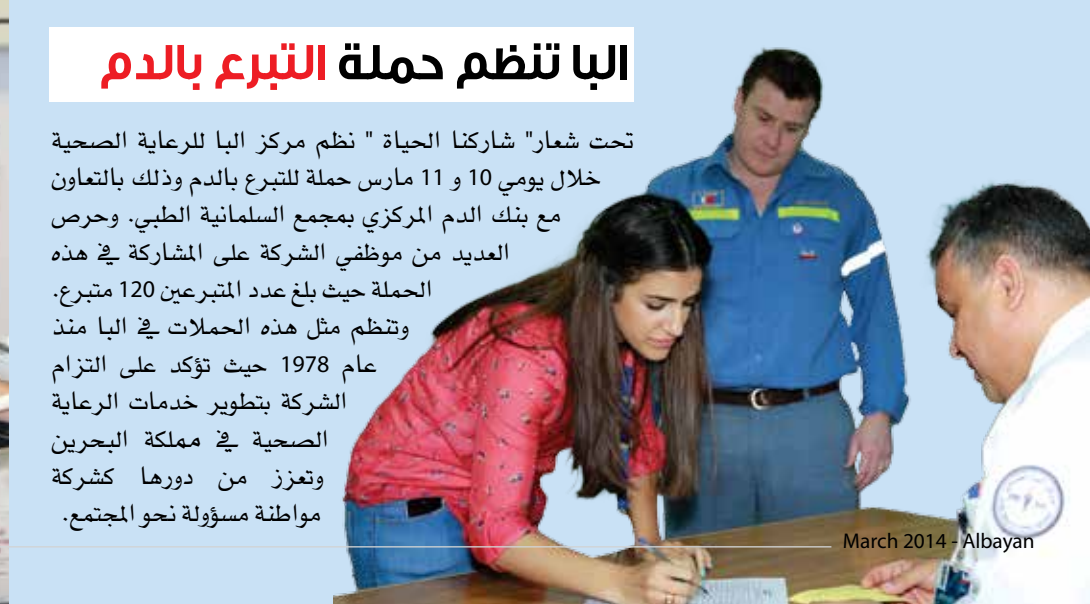 البا تنظم حملة التبرع بالدم
تحت شعار" شاركنا الحياة " نظم مركز البا للرعاية الصحية
خلال يومي 10 و 11 مارس حملة للتبرع بالدم وذلك بالتعاون
مع بنك الدم المركزي بمجمع السلمانية الطبي. وحرص
العديد من موظفي الشركة على المشاركة في هذه
الحملة حيث بلغ عدد المتبرعين 120 متبرع.
وتنظم مثل هذه الحملات في البا منذ
عام 1978 حيث تؤكد على التزام
الشركة بتطوير خدمات الرعاية
الصحية في مملكة البحرين
وتعزز من دورها كشركة
مواطنة مسؤولة نحو المجتمع.
March 2014 - Albayan